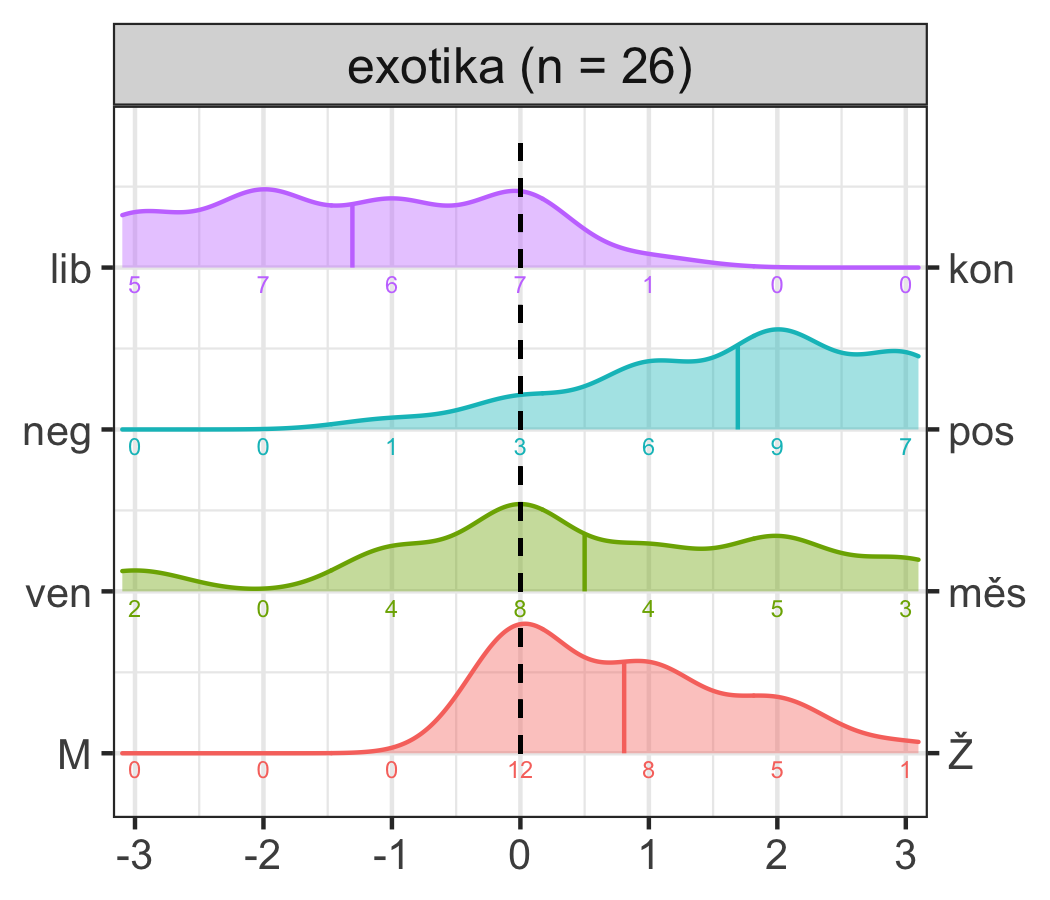 exotika (n = 26)
lib kon
5 7 6 7 1 0 0
neg pos
0 0 1 3 6 9 7
ven měs
2 0 4 8 4 5 3
M Ž
0 0 0 12 8 5 1
-3 -2 -1 0 1 2 3